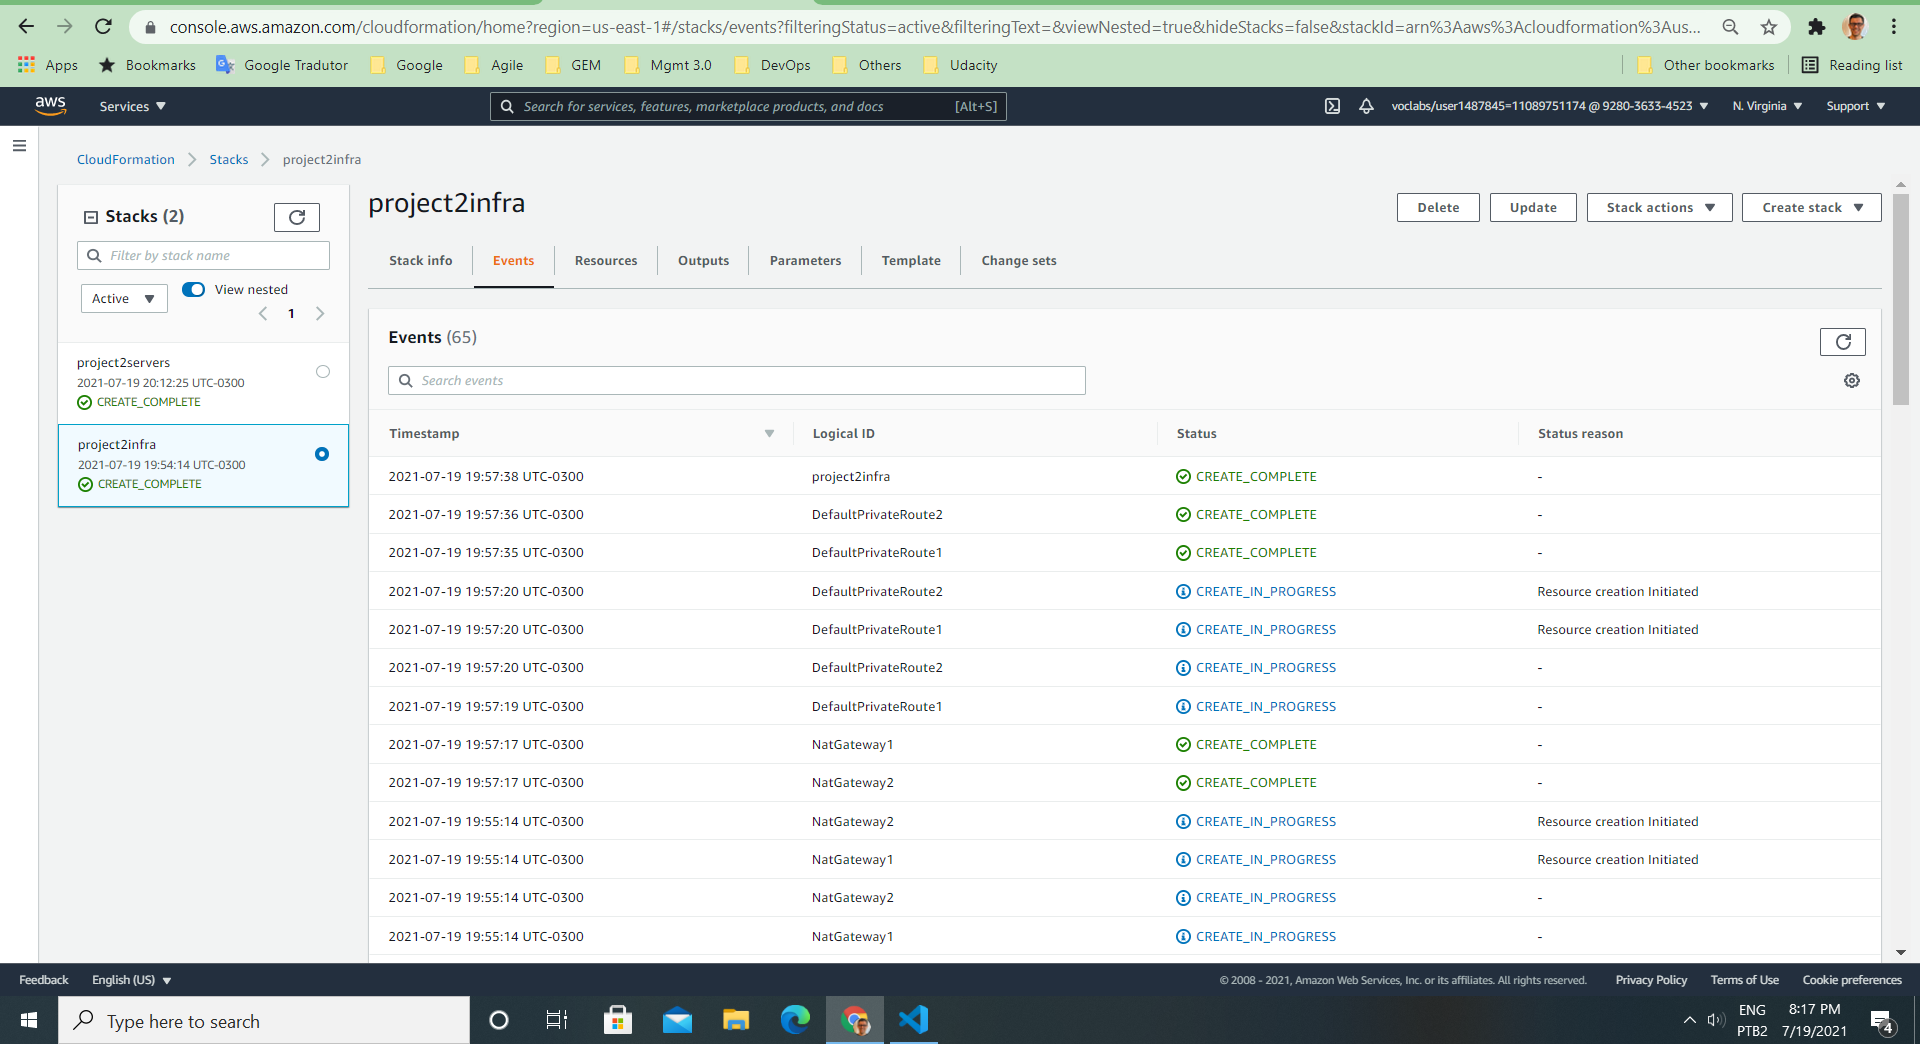 console.aws.amazon.com/cloudformation/home?region=us-east-1#/stacks/events?filteringStatus=active&filteringText=&viewNested=true&hideStacks=false&stackId=arn%3Aaws%3Acloudformation%3Aus...
Apps Bookmarks Google Tradutor Google Agile GEM Mgmt 3.0 DevOps Others Udacity Other bookmarks Reading list
aws Services Search for services, features, marketplace products, and docs [Alt+S] voclabs/user1487845=11089751174 @ 9280-3633-4523 N. Virginia Support
CloudFormation Stacks project2infra
Stacks (2)
Filter by stack name
Active View nested
1
project2servers
2021-07-19 20:12:25 UTC-0300
CREATE_COMPLETE
project2infra
2021-07-19 19:54:14 UTC-0300
CREATE_COMPLETE
project2infra
Delete Update Stack actions Create stack
Stack info Events Resources Outputs Parameters Template Change sets
Events (65)
Search events
Timestamp Logical ID Status Status reason
2021-07-19 19:57:38 UTC-0300 project2infra CREATE_COMPLETE -
2021-07-19 19:57:36 UTC-0300 DefaultPrivateRoute2 CREATE_COMPLETE -
2021-07-19 19:57:35 UTC-0300 DefaultPrivateRoute1 CREATE_COMPLETE -
2021-07-19 19:57:20 UTC-0300 DefaultPrivateRoute2 CREATE_IN_PROGRESS Resource creation Initiated
2021-07-19 19:57:20 UTC-0300 DefaultPrivateRoute1 CREATE_IN_PROGRESS Resource creation Initiated
2021-07-19 19:57:20 UTC-0300 DefaultPrivateRoute2 CREATE_IN_PROGRESS -
2021-07-19 19:57:19 UTC-0300 DefaultPrivateRoute1 CREATE_IN_PROGRESS -
2021-07-19 19:57:17 UTC-0300 NatGateway1 CREATE_COMPLETE -
2021-07-19 19:57:17 UTC-0300 NatGateway2 CREATE_COMPLETE -
2021-07-19 19:55:14 UTC-0300 NatGateway2 CREATE_IN_PROGRESS Resource creation Initiated
2021-07-19 19:55:14 UTC-0300 NatGateway1 CREATE_IN_PROGRESS Resource creation Initiated
2021-07-19 19:55:14 UTC-0300 NatGateway2 CREATE_IN_PROGRESS -
2021-07-19 19:55:14 UTC-0300 NatGateway1 CREATE_IN_PROGRESS -
Feedback English (US) © 2008 - 2021, Amazon Web Services, Inc. or its affiliates. All rights reserved. Privacy Policy Terms of Use Cookie preferences
Type here to search
ENG 8:17 PM
PTB2 7/19/2021 4